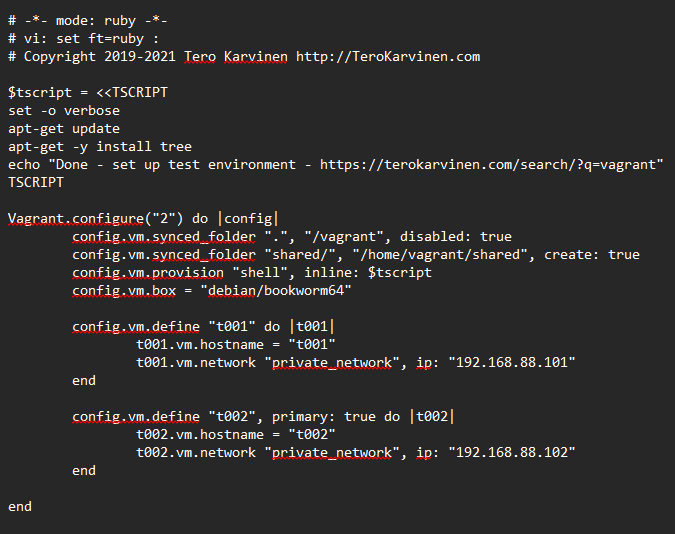 # -*- mode: ruby -*-
# vi: set ft=ruby :
# Copyright 2019-2021 Tero Karvinen http://TeroKarvinen.com

$tscript = <<TSCRIPT
set -o verbose
apt-get update
apt-get -y install tree
echo "Done - set up test environment - https://terokarvinen.com/search/?q=vagrant"
TSCRIPT

Vagrant.configure("2") do |config|
	config.vm.synced_folder ".", "/vagrant", disabled: true
	config.vm.synced_folder "shared/", "/home/vagrant/shared", create: true
	config.vm.provision "shell", inline: $tscript
	config.vm.box = "debian/bookworm64"

	config.vm.define "t001" do |t001|
		t001.vm.hostname = "t001"
		t001.vm.network "private_network", ip: "192.168.88.101"
	end

	config.vm.define "t002", primary: true do |t002|
		t002.vm.hostname = "t002"
		t002.vm.network "private_network", ip: "192.168.88.102"
	end

end